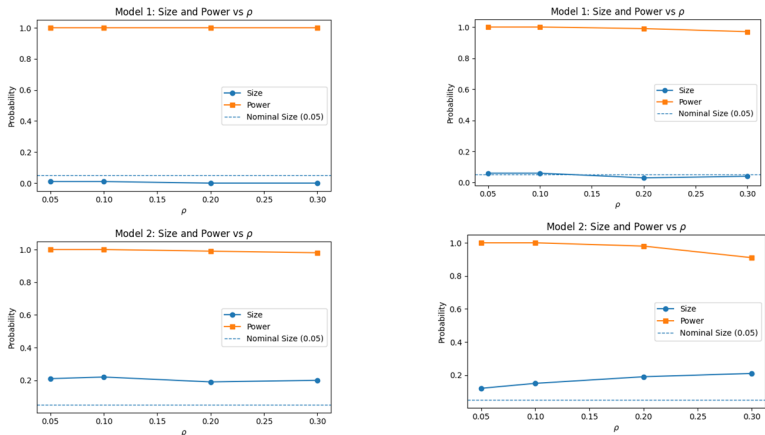 Model 1: Size and Power vs ρ
1.0
0.8
0.6
0.4
0.2
0.0
Probability
Size
Power
Nominal Size (0.05)
0.05 0.10 0.15 0.20 0.25 0.30
ρ
Model 1: Size and Power vs ρ
1.0
0.8
0.6
0.4
0.2
0.0
Probability
Size
Power
Nominal Size (0.05)
0.05 0.10 0.15 0.20 0.25 0.30
ρ
Model 2: Size and Power vs ρ
1.0
0.8
0.6
0.4
0.2
Probability
Size
Power
Nominal Size (0.05)
0.05 0.10 0.15 0.20 0.25 0.30
ρ
Model 2: Size and Power vs ρ
1.0
0.8
0.6
0.4
0.2
Probability
Size
Power
Nominal Size (0.05)
0.05 0.10 0.15 0.20 0.25 0.30
ρ